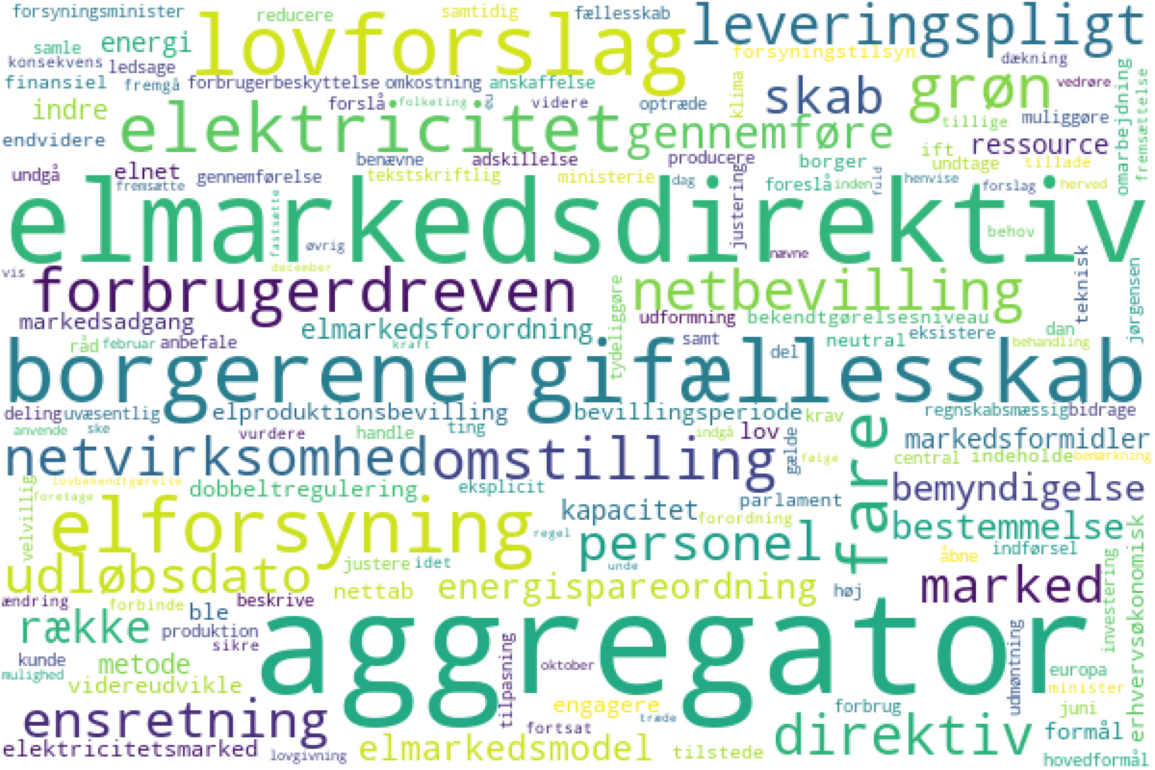 forsyningsminister
reducere
samtidig
fællesskab
leveringspligt
lovforslag
samle
energi
forsyningstilsyn
konsekvens
ledsage
dækning
finansiel
fremgå
forbrugerbeskyttelse
omkostning
anskaffelse
klima
skab
grøn
vedrøre
omarbejdning
fremsættelse
indre
forslå
folketing
videre
optræde
tillige
muliggøre
endvidere
elektricitet
gennemføre
ift
ressource
undgå
elnet
benævne
adskillelse
producere
borger
undtage
tillade
fremsætte
gennemførelse
tekstskriftlig
ministerie
dag
justering
foreslå
inden
fuld
henvise
forslag
herved
elmarkedsdirektiv
fastsætte
øvrig
behov
nævne
vis
december
forbrugerdreven
netbevilling
teknisk
jørgensen
tydeliggøre
markedsadgang
elmarkedsforordning
udformning
bekendtgørelsesniveau
råd
februar
anbefale
kraft
samt
neutral
eksistere
dan
behandling
del
borgerenergifællesskab
deling
uvæsentlig
elproduktionsbevilling
bevillingsperiode
krav
regnskabsmæssig
bidrage
anvende
ske
vurdere
handle
ting
indgå
lov
gælde
fare
markedsformidler
netvirksomhed
omstilling
følge
central
indeholde
bemærkning
velvillig
lovbekendtgørelse
foretage
dobbeltregulering
eksplicit
kapacitet
parlament
bemyndigelse
elforsyning
forordning
regel
personel
bestemmelse
erhvervsøkonomisk
justere
idet
unde
åbne
indførsel
udløbsdato
nettab
energispareordning
høj
marked
investering
ændring
forbinde
ble
beskrive
række
produktion
sikre
aggregator
kunde
metode
mulighed
videreudvikle
tilpasning
oktober
udmøntning
europa
minister
ensretning
engagere
træde
forbrug
juni
fortsat
direktiv
formål
elektricitetsmarked
lovgivning
elmarkedsmodel
tilstede
hovedformål